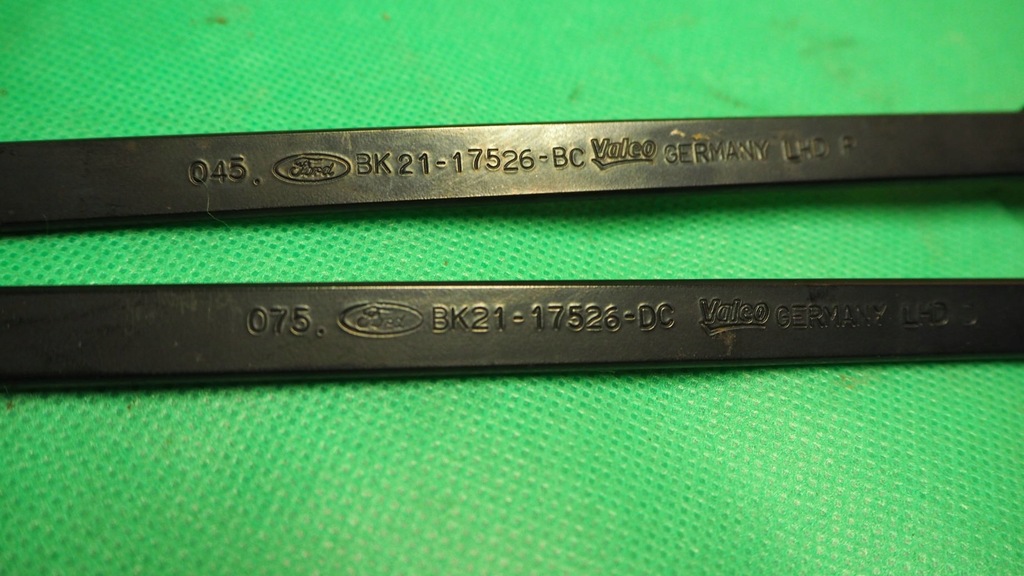 045. Ford BK21-17526-BC Valeo GERMANY LHD P
075. Ford BK21-17526-DC Valeo GERMANY LHD D